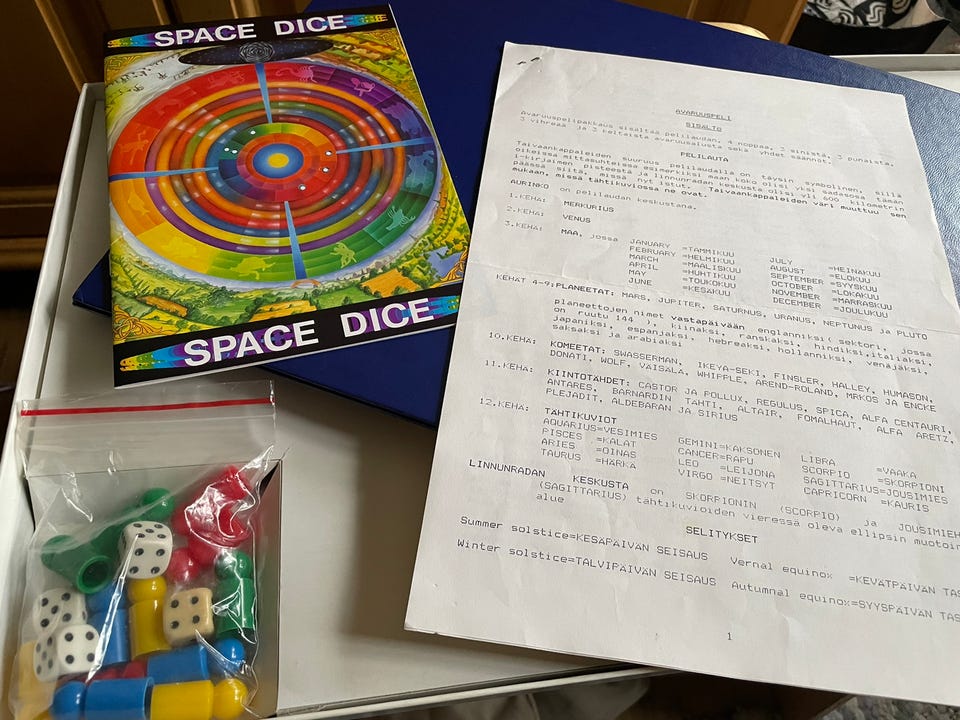 SPACE DICE
SPACE DICE
AVARUUSPELI
SISÄLTÖ
Avaruuspelipakkaus sisältää pelilaudan, 4 noppaa, 3 sinistä, 3 punaista,
3 vihreää ja 3 keltaista avaruusalusta sekä yhdet säännöt.
PELILAUTA
Taivaankappaleiden suuruus pelilaudalla on täysin symbolinen, sillä
oikeissa mittasuhteissa esimerkiksi maan koko olisi yksi sadasosa tämän
i-kirjaimen pisteestä ja linnunradan keskusta olisi yli 600 kilometrin
päässä siitä, missä nyt istut. Taivaankappaleiden väri muuttuu sen
mukaan, missä tähtikuviossa ne ovat.
AURINKO on pelilaudan keskustana.
1.KEHÄ: MERKURIUS
2.KEHÄ: VENUS
3.KEHÄ: MAA, jossa JANUARY =TAMMIKUU JULY =HEINÄKUU
FEBRUARY =HELMIKUU AUGUST =ELOKUU
MARCH =MAALISKUU SEPTEMBER =SYYSKUU
APRIL =HUHTIKUU OCTOBER =LOKAKUU
MAY =TOUKOKUU NOVEMBER =MARRASKUU
JUNE =KESÄKUU DECEMBER =JOULUKUU
KEHÄT 4-9:PLANEETAT: MARS, JUPITER, SATURNUS, URANUS, NEPTUNUS ja PLUTO
planeettojen nimet vastapäivään englanniksi( sektori, jossa
on ruutu 144 ), kiinaksi, ranskaksi, hindiksi,italiaksi,
japaniksi, espanjaksi, hebreaksi, hollanniksi, venäjäksi,
saksaksi ja arabiaksi
10.KEHÄ: KOMEETAT: SWASSERMAN, IKEYA-SEKI, FINSLER, HALLEY, HUMASON,
DONATI, WOLF, VÄISÄLÄ, WHIPPLE, AREND-ROLAND, MRKOS JA ENCKE
11.KEHÄ: KIINTOTÄHDET: CASTOR JA POLLUX, REGULUS, SPICA, ALFA CENTAURI,
ANTARES, BARNARDIN TÄHTI, ALTAIR, FOMALHAUT, ALFA ARETZ,
PLEJADIT, ALDEBARAN JA SIRIUS
12.KEHÄ: TÄHTIKUVIOT
AQUARIUS=VESIMIES GEMINI=KAKSONEN LIBRA =VAAKA
PISCES =KALAT CANCER=RAPU SCORPIO =SKORPIONI
ARIES =OINAS LEO =LEIJONA SAGITTARIUS=JOUSIMIES
TAURUS =HÄRKÄ VIRGO =NEITSYT CAPRICORN =KAURIS
LINNUNRADAN KESKUSTA on SKORPIONIN (SCORPIO) ja JOUSIMIEH
(SAGITTARIUS) tähtikuvioiden vieressä oleva ellipsin muotoin
alue
SELITYKSET
Summer solstice=KESÄPÄIVÄN SEISAUS Vernal equinox =KEVÄTPÄIVÄN TAS
Winter solstice=TALVIPÄIVÄN SEISAUS Autumnal equinox=SYYSPÄIVÄN TAS
1